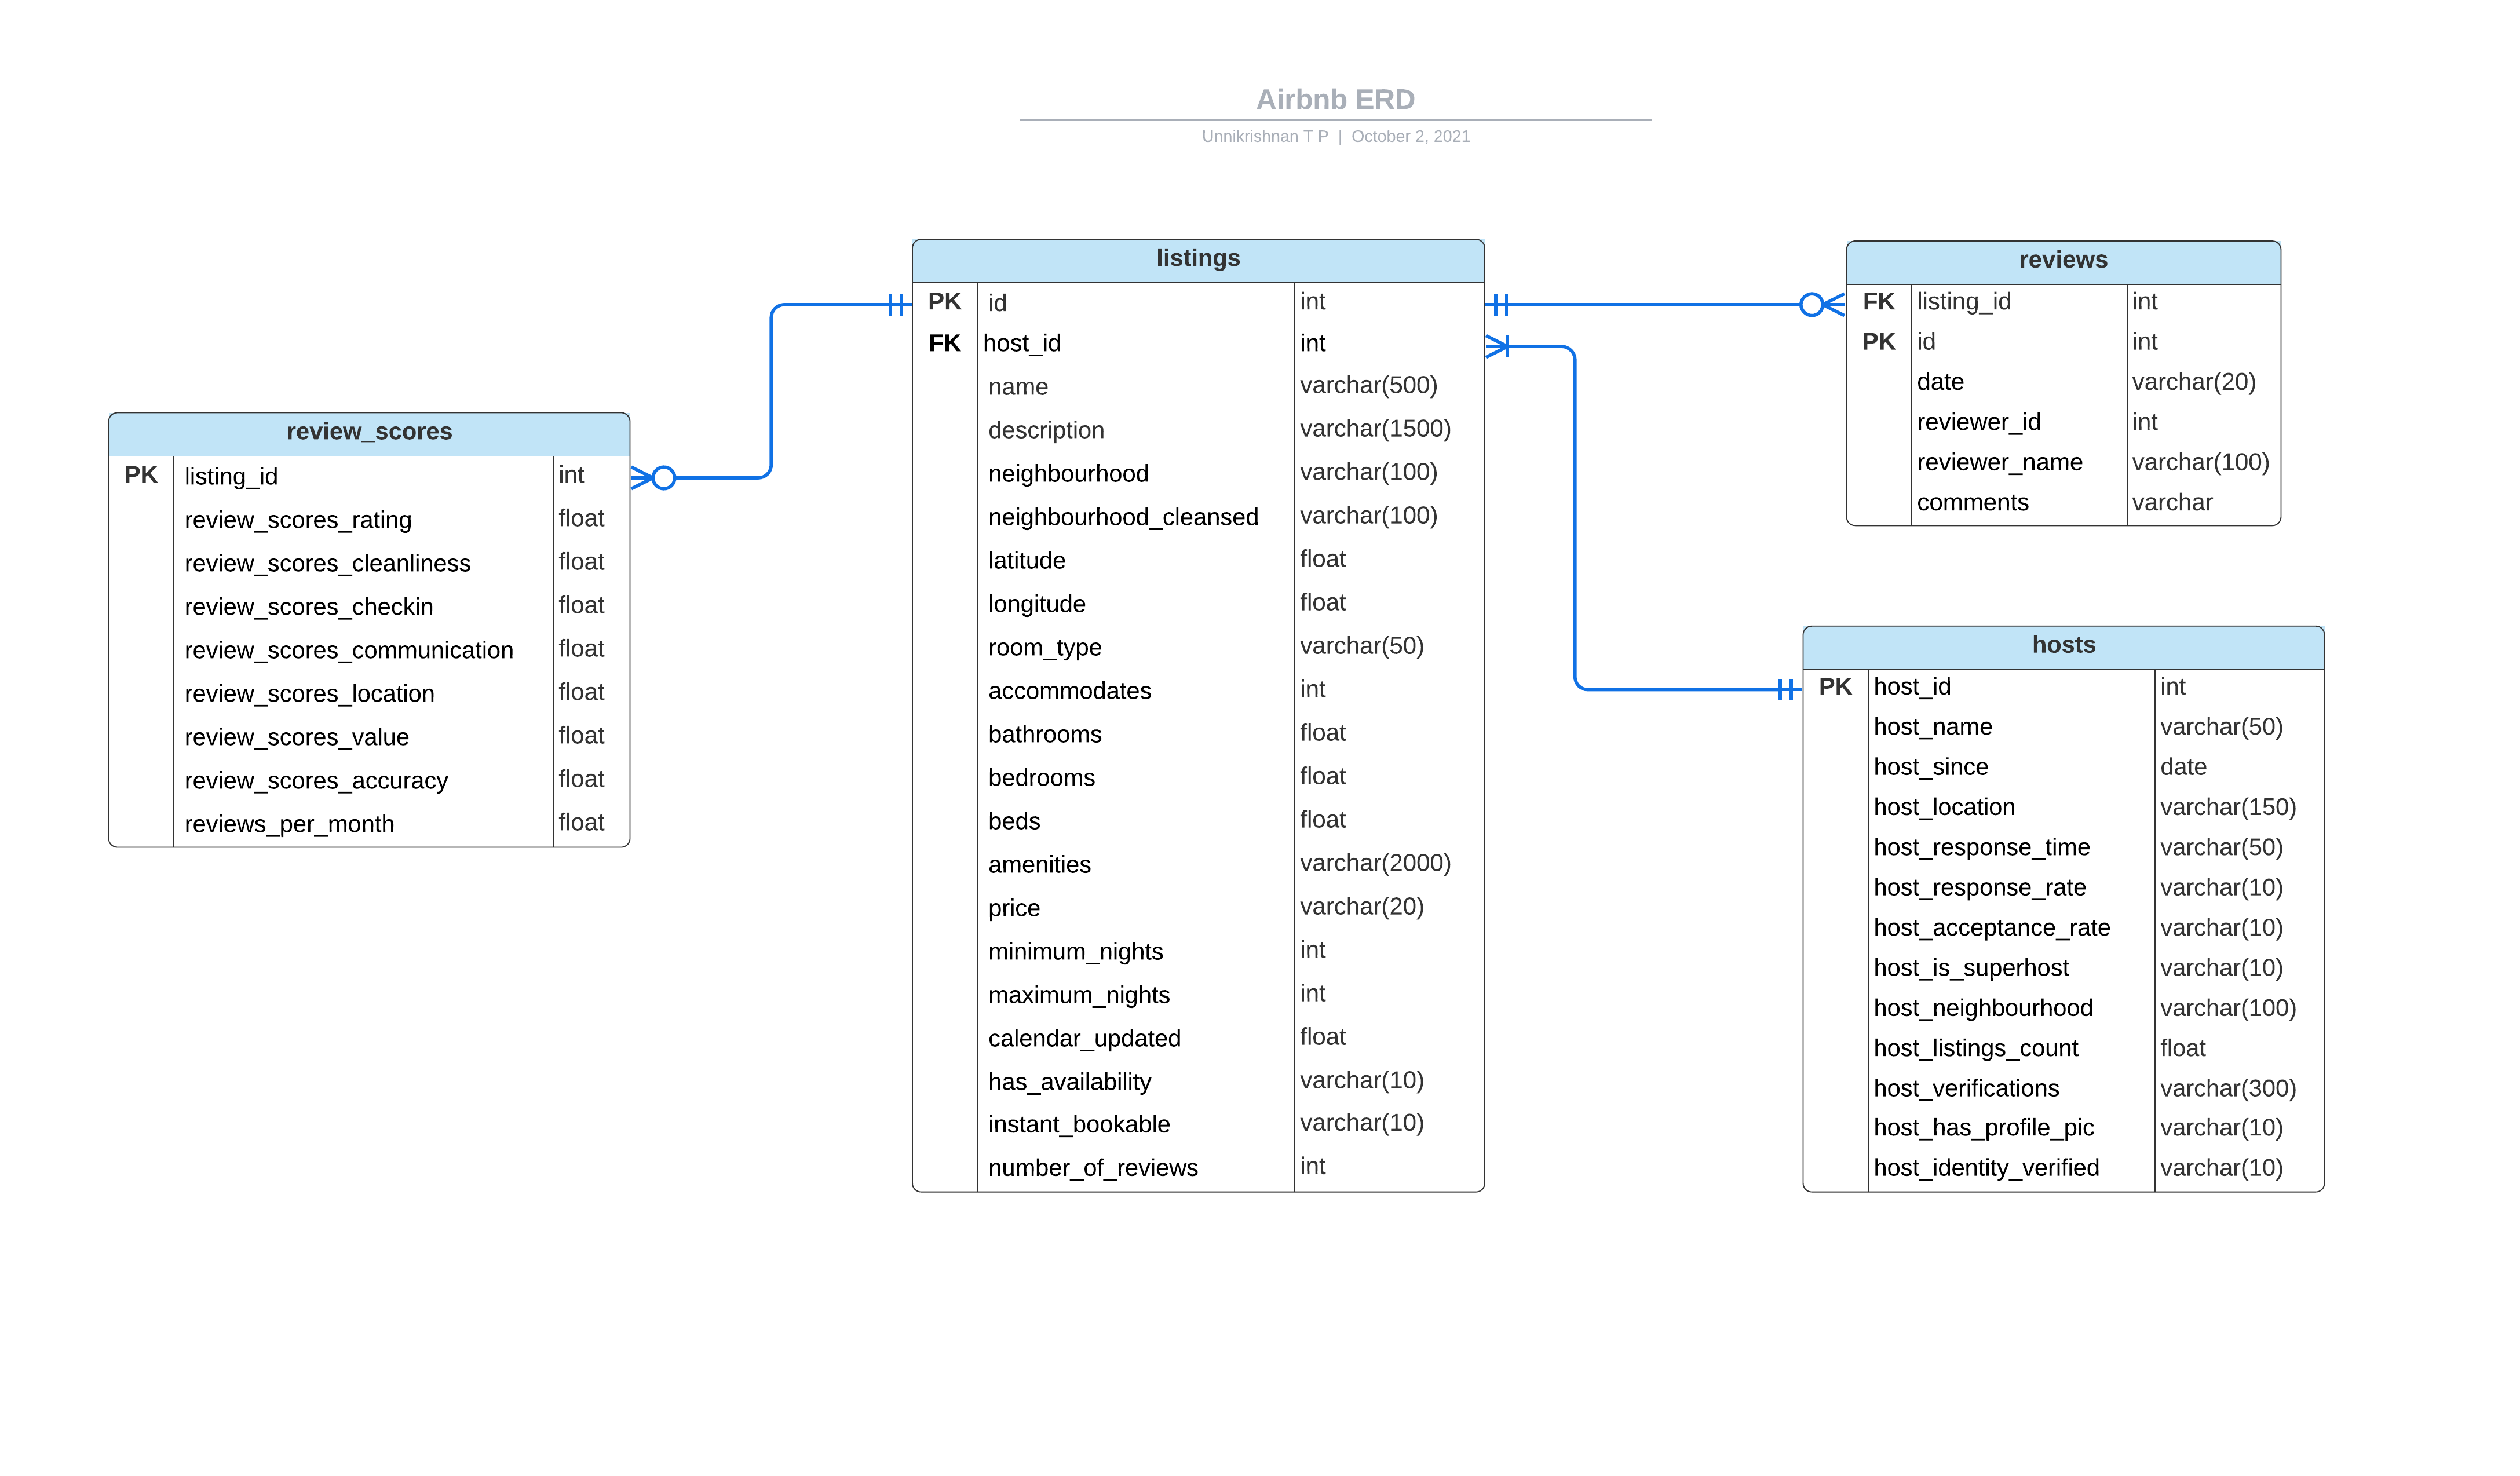 Airbnb ERD
Unnikrishnan T P | October 2, 2021
review_scores
PK listing_id int
review_scores_rating float
review_scores_cleanliness float
review_scores_checkin float
review_scores_communication float
review_scores_location float
review_scores_value float
review_scores_accuracy float
reviews_per_month float
listings
PK id int
FK host_id int
name varchar(500)
description varchar(1500)
neighbourhood varchar(100)
neighbourhood_cleansed varchar(100)
latitude float
longitude float
room_type varchar(50)
accommodates int
bathrooms float
bedrooms float
beds float
amenities varchar(2000)
price varchar(20)
minimum_nights int
maximum_nights int
calendar_updated float
has_availability varchar(10)
instant_bookable varchar(10)
number_of_reviews int
reviews
FK listing_id int
PK id int
date varchar(20)
reviewer_id int
reviewer_name varchar(100)
comments varchar
hosts
PK host_id int
host_name varchar(50)
host_since date
host_location varchar(150)
host_response_time varchar(50)
host_response_rate varchar(10)
host_acceptance_rate varchar(10)
host_is_superhost varchar(10)
host_neighbourhood varchar(100)
host_listings_count float
host_verifications varchar(300)
host_has_profile_pic varchar(10)
host_identity_verified varchar(10)